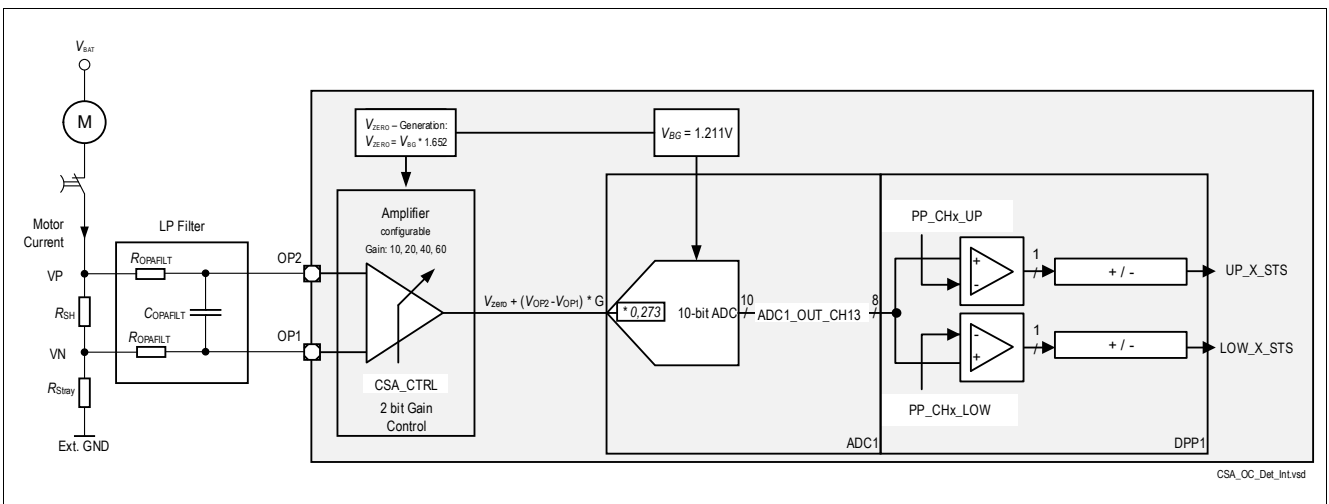 VBAT
M
Motor
Current
VP
RSH
VN
RStray
Ext. GND
LP Filter
ROPAFILT
COPAFILT
ROPAFILT
OP2
OP1
VZERO – Generation:
VZERO = VBG * 1.652
VBG = 1.211V
Amplifier
configurable
Gain: 10, 20, 40, 60
CSA_CTRL
2 bit Gain
Control
Vzero + (VOP2-VOP1) * G
* 0,273
10-bit ADC
10
ADC1_OUT_CH13
8
ADC1
PP_CHx_UP
+
-
1
+ / -
UP_X_STS
-
+
1
+ / -
LOW_X_STS
PP_CHx_LOW
DPP1
CSA_OC_Det_Int.vsd